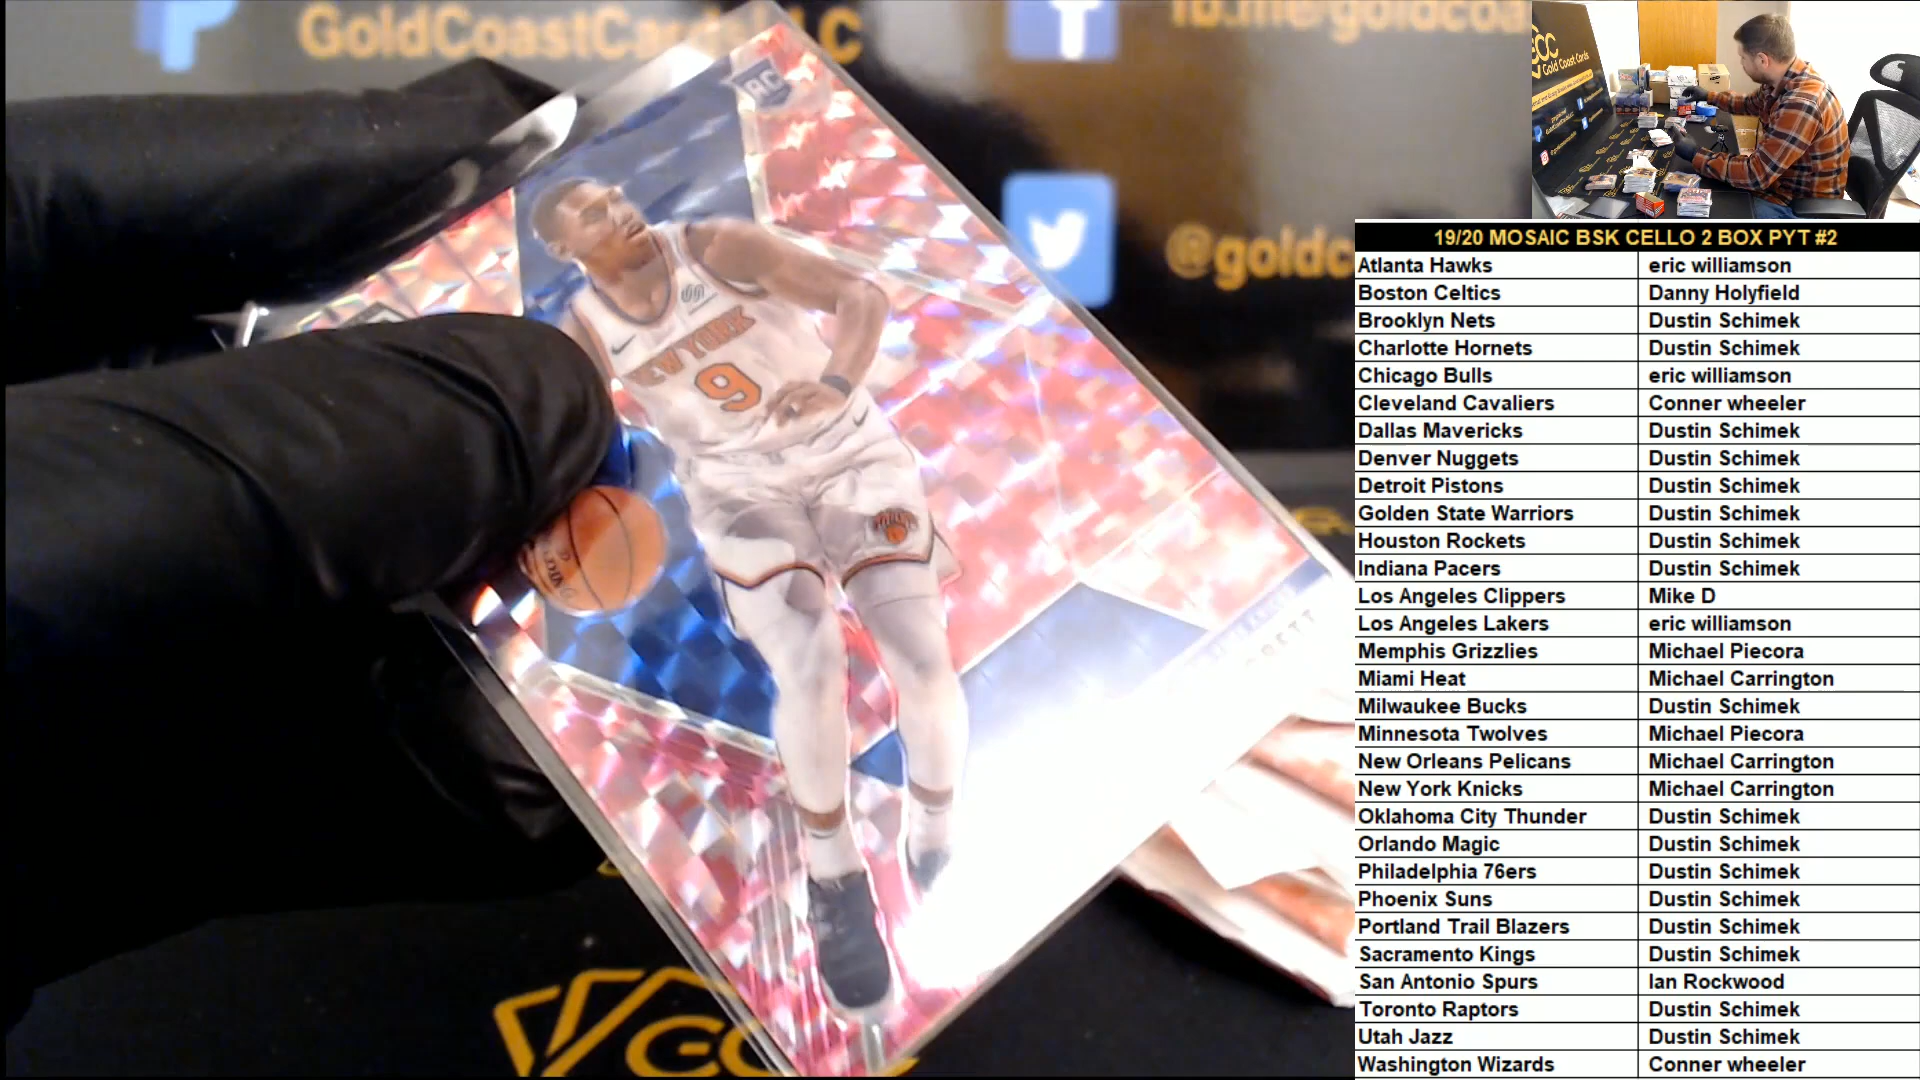 GoldCoastCards LLC
fb.me/goldcoa
@goldc
RC
NEW YORK
9
GCC
Gold Coast Cards
19/20 MOSAIC BSK CELLO 2 BOX PYT #2
Atlanta Hawks eric williamson
Boston Celtics Danny Holyfield
Brooklyn Nets Dustin Schimek
Charlotte Hornets Dustin Schimek
Chicago Bulls eric williamson
Cleveland Cavaliers Conner wheeler
Dallas Mavericks Dustin Schimek
Denver Nuggets Dustin Schimek
Detroit Pistons Dustin Schimek
Golden State Warriors Dustin Schimek
Houston Rockets Dustin Schimek
Indiana Pacers Dustin Schimek
Los Angeles Clippers Mike D
Los Angeles Lakers eric williamson
Memphis Grizzlies Michael Piecora
Miami Heat Michael Carrington
Milwaukee Bucks Dustin Schimek
Minnesota Twolves Michael Piecora
New Orleans Pelicans Michael Carrington
New York Knicks Michael Carrington
Oklahoma City Thunder Dustin Schimek
Orlando Magic Dustin Schimek
Philadelphia 76ers Dustin Schimek
Phoenix Suns Dustin Schimek
Portland Trail Blazers Dustin Schimek
Sacramento Kings Dustin Schimek
San Antonio Spurs Ian Rockwood
Toronto Raptors Dustin Schimek
Utah Jazz Dustin Schimek
Washington Wizards Conner wheeler